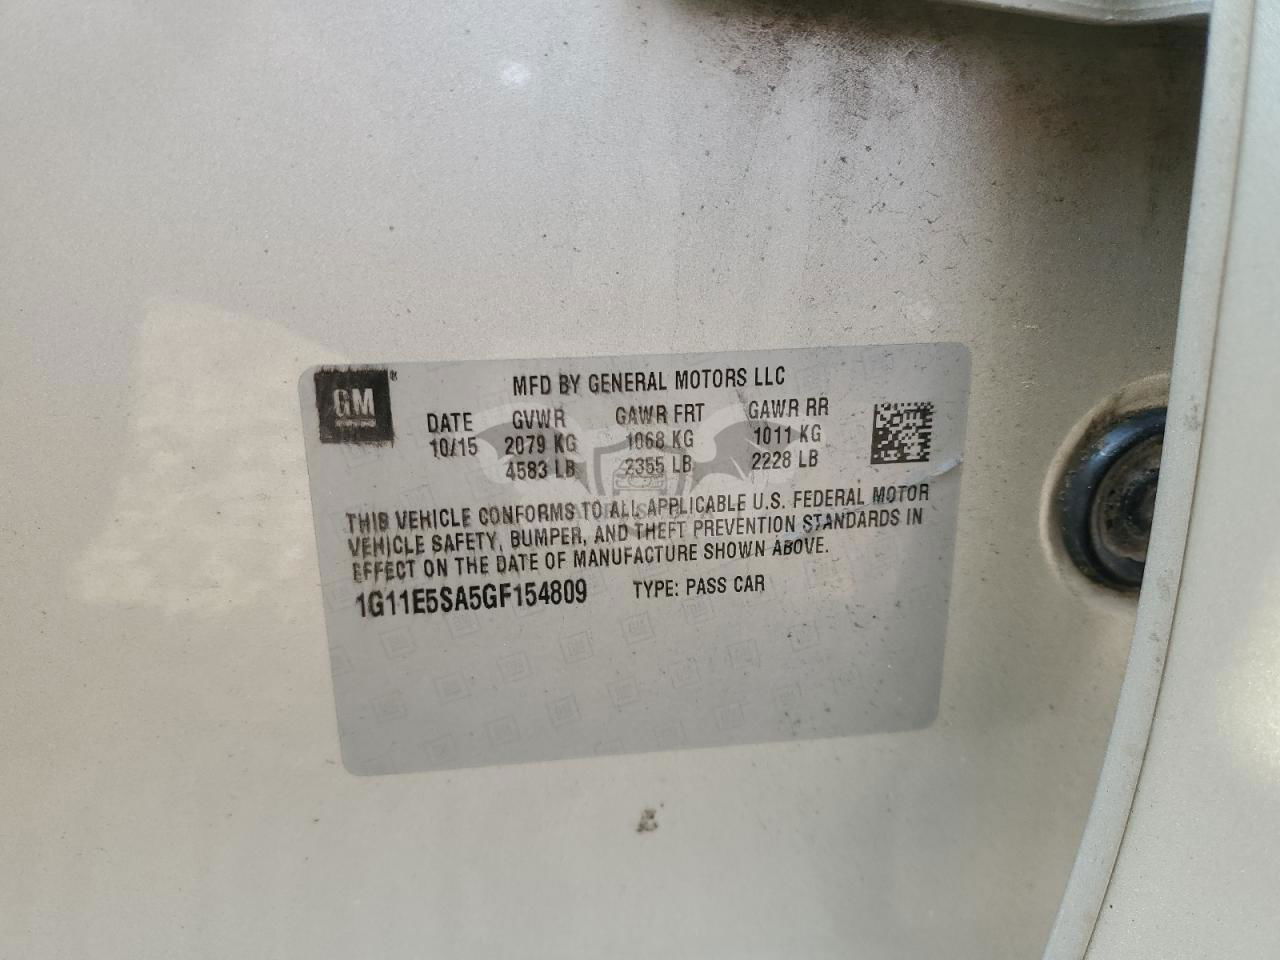 GM
MFD BY GENERAL MOTORS LLC
DATE GVWR GAWR FRT GAWR RR
10/15 2079 KG 1068 KG 1011 KG
4583 LB 2355 LB 2228 LB
THIS VEHICLE CONFORMS TO ALL APPLICABLE U.S. FEDERAL MOTOR
VEHICLE SAFETY, BUMPER, AND THEFT PREVENTION STANDARDS IN
EFFECT ON THE DATE OF MANUFACTURE SHOWN ABOVE.
1G11E5SA5GF154809 TYPE: PASS CAR